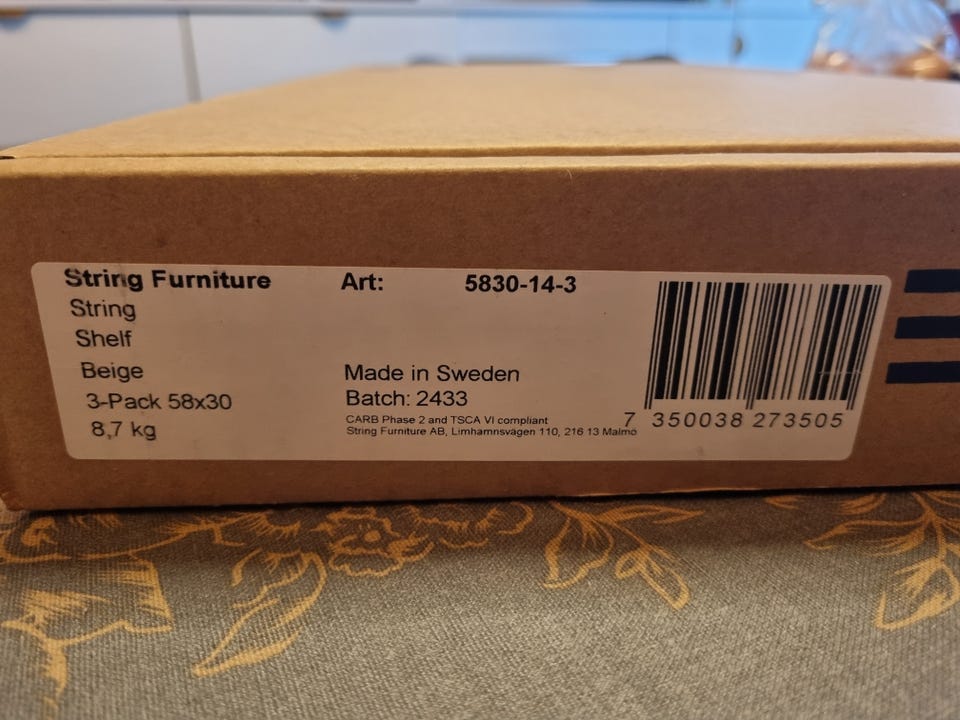 String Furniture
String
Shelf
Beige
3-Pack 58x30
8,7 kg
Art: 5830-14-3
Made in Sweden
Batch: 2433
CARB Phase 2 and TSCA VI compliant
String Furniture AB, Limhamnsvägen 110, 216 13 Malmö
7 350038 273505